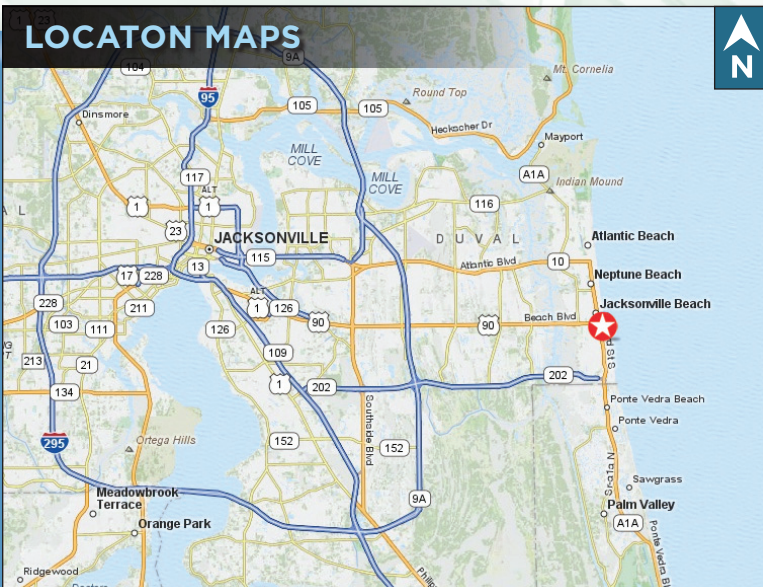 LOCATON MAPS
N
1
23
104
9A
Mt. Cornelia
95
105
105
Round Top
Dinsmore
Heckscher Dr
MILL
COVE
Mayport
117
MILL
COVE
A1A
Indian Mound
ALT
1
1
116
23
DUVAL
Atlantic Beach
JACKSONVILLE
115
Atlantic Blvd
10
13
17
228
Neptune Beach
ALT
228
1
126
Jacksonville Beach
211
90
90
Beach Blvd
103
111
126
213
21
109
1
202
202
134
Ponte Vedra Beach
Southside Blvd
Ponte Vedra
295
Ortega Hills
152
152
Sawgrass
Meadowbrook
Terrace
9A
Palm Valley
Orange Park
A1A
Ridgewood